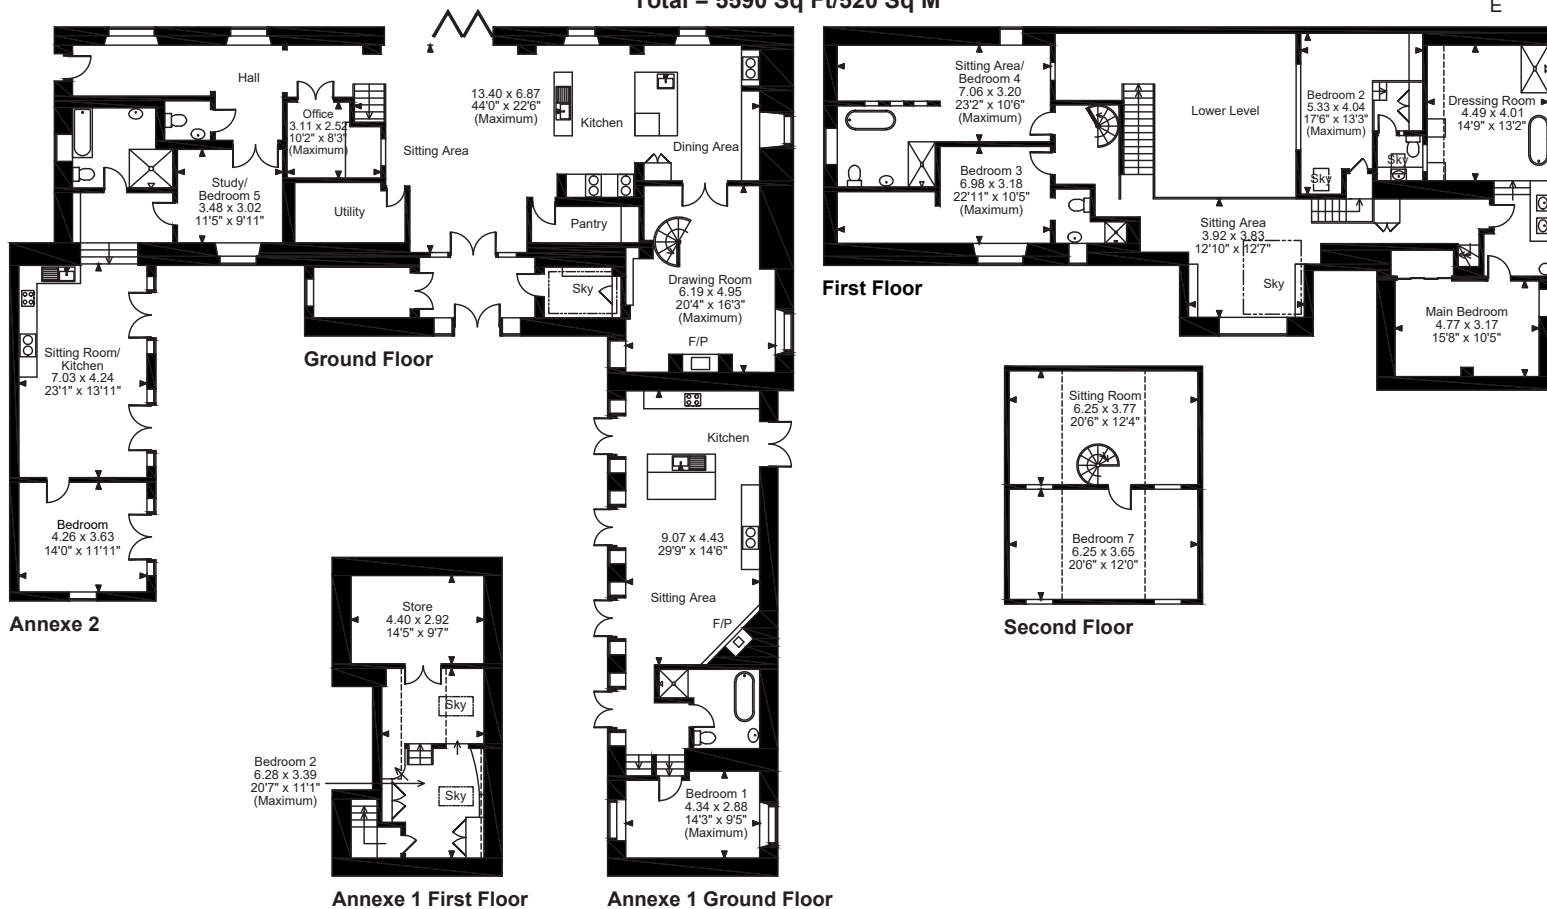 Total = 5590 Sq Ft/520 Sq M
E
Hall
Office
3.11 x 2.52
10'2" x 8'3"
(Maximum)
13.40 x 6.87
44'0" x 22'6"
(Maximum)
Kitchen
Sitting Area
Dining Area
Study/
Bedroom 5
3.48 x 3.02
11'5" x 9'11"
Utility
Pantry
Sky
Drawing Room
6.19 x 4.95
20'4" x 16'3"
(Maximum)
F/P
Ground Floor
Sitting Room/
Kitchen
7.03 x 4.24
23'1" x 13'11"
Bedroom
4.26 x 3.63
14'0" x 11'11"
Annexe 2
Sitting Area/
Bedroom 4
7.06 x 3.20
23'2" x 10'6"
(Maximum)
Lower Level
Bedroom 2
5.33 x 4.04
17'6" x 13'3"
(Maximum)
Sky
Sky
Dressing Room
4.49 x 4.01
14'9" x 13'2"
Bedroom 3
6.98 x 3.18
22'11" x 10'5"
(Maximum)
Sitting Area
3.92 x 3.83
12'10" x 12'7"
Sky
Main Bedroom
4.77 x 3.17
15'8" x 10'5"
First Floor
Sitting Room
6.25 x 3.77
20'6" x 12'4"
Bedroom 7
6.25 x 3.65
20'6" x 12'0"
Second Floor
Store
4.40 x 2.92
14'5" x 9'7"
Sky
Bedroom 2
6.28 x 3.39
20'7" x 11'1"
(Maximum)
Sky
Annexe 1 First Floor
Kitchen
9.07 x 4.43
29'9" x 14'6"
Sitting Area
F/P
Bedroom 1
4.34 x 2.88
14'3" x 9'5"
(Maximum)
Annexe 1 Ground Floor